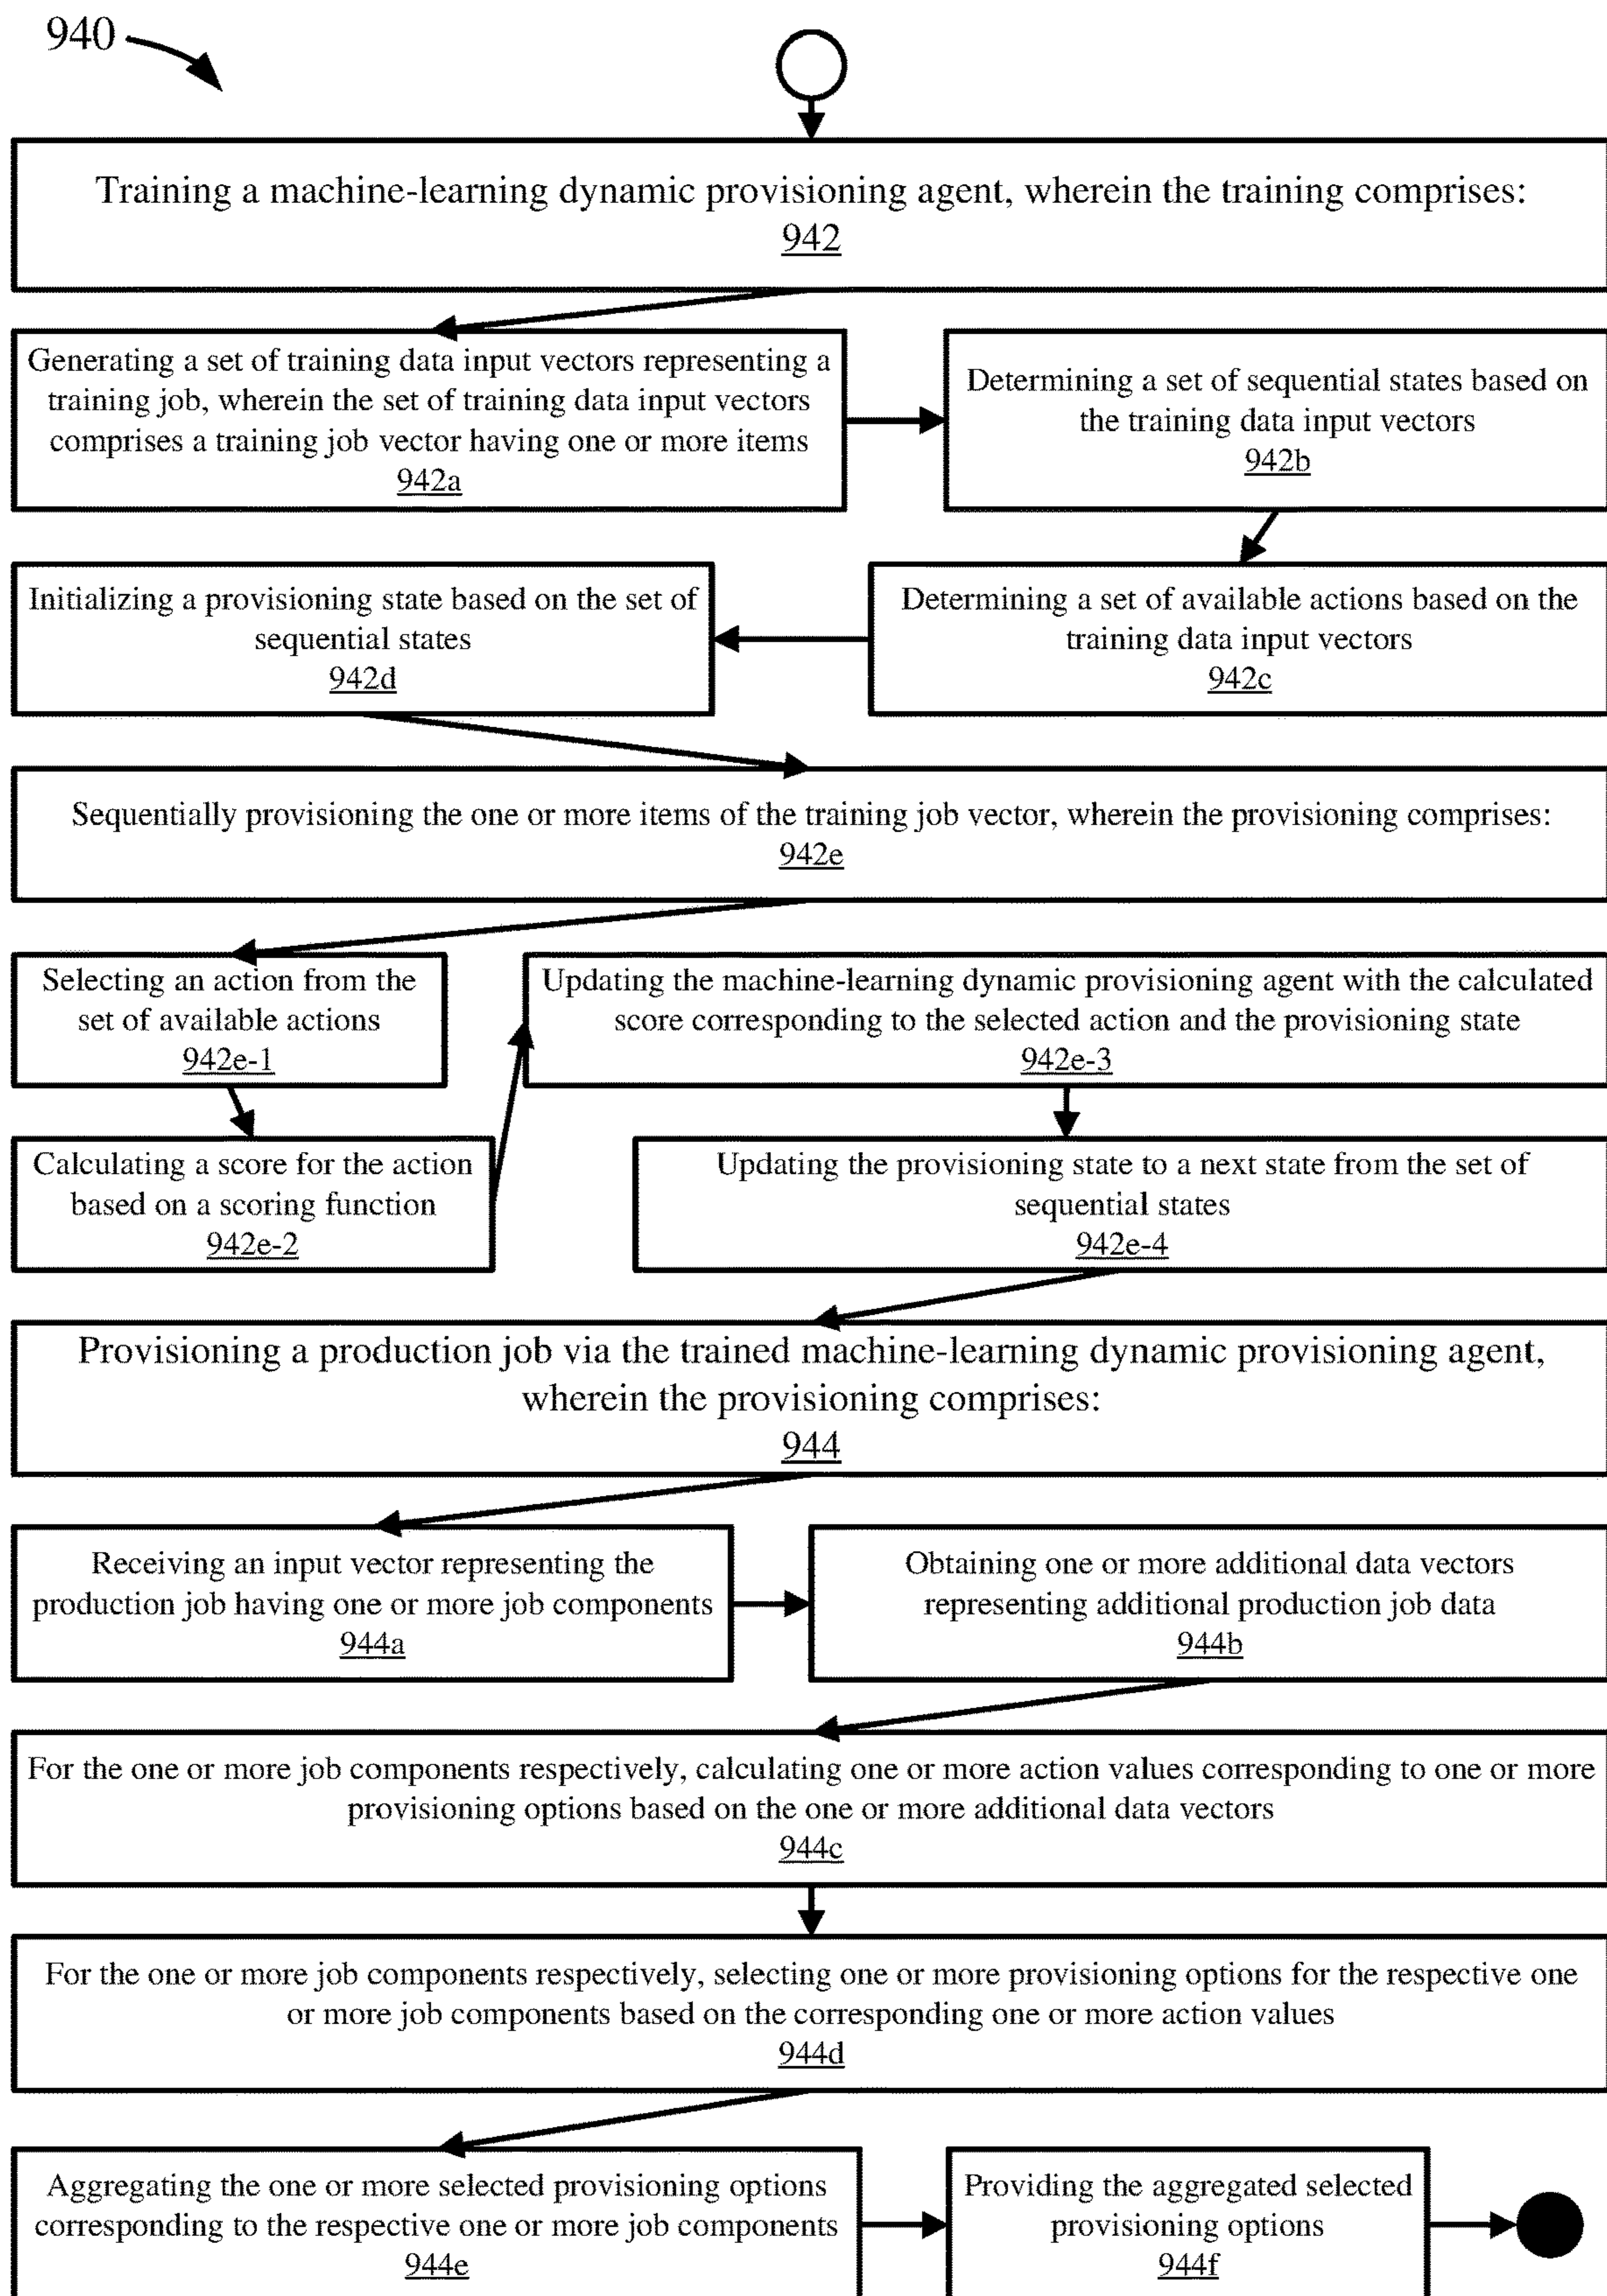 940
Training a machine-learning dynamic provisioning agent, wherein the training comprises:
942
Generating a set of training data input vectors representing a
training job, wherein the set of training data input vectors
comprises a training job vector having one or more items
942a
Determining a set of sequential states based on
the training data input vectors
942b
Determining a set of available actions based on the
training data input vectors
942c
Initializing a provisioning state based on the set of
sequential states
942d
Sequentially provisioning the one or more items of the training job vector, wherein the provisioning comprises:
942e
Selecting an action from the
set of available actions
942e-1
Calculating a score for the action
based on a scoring function
942e-2
Updating the machine-learning dynamic provisioning agent with the calculated
score corresponding to the selected action and the provisioning state
942e-3
Updating the provisioning state to a next state from the set of
sequential states
942e-4
Provisioning a production job via the trained machine-learning dynamic provisioning agent,
wherein the provisioning comprises:
944
Receiving an input vector representing the
production job having one or more job components
944a
Obtaining one or more additional data vectors
representing additional production job data
944b
For the one or more job components respectively, calculating one or more action values corresponding to one or more
provisioning options based on the one or more additional data vectors
944c
For the one or more job components respectively, selecting one or more provisioning options for the respective one
or more job components based on the corresponding one or more action values
944d
Aggregating the one or more selected provisioning options
corresponding to the respective one or more job components
944e
Providing the aggregated selected
provisioning options
944f